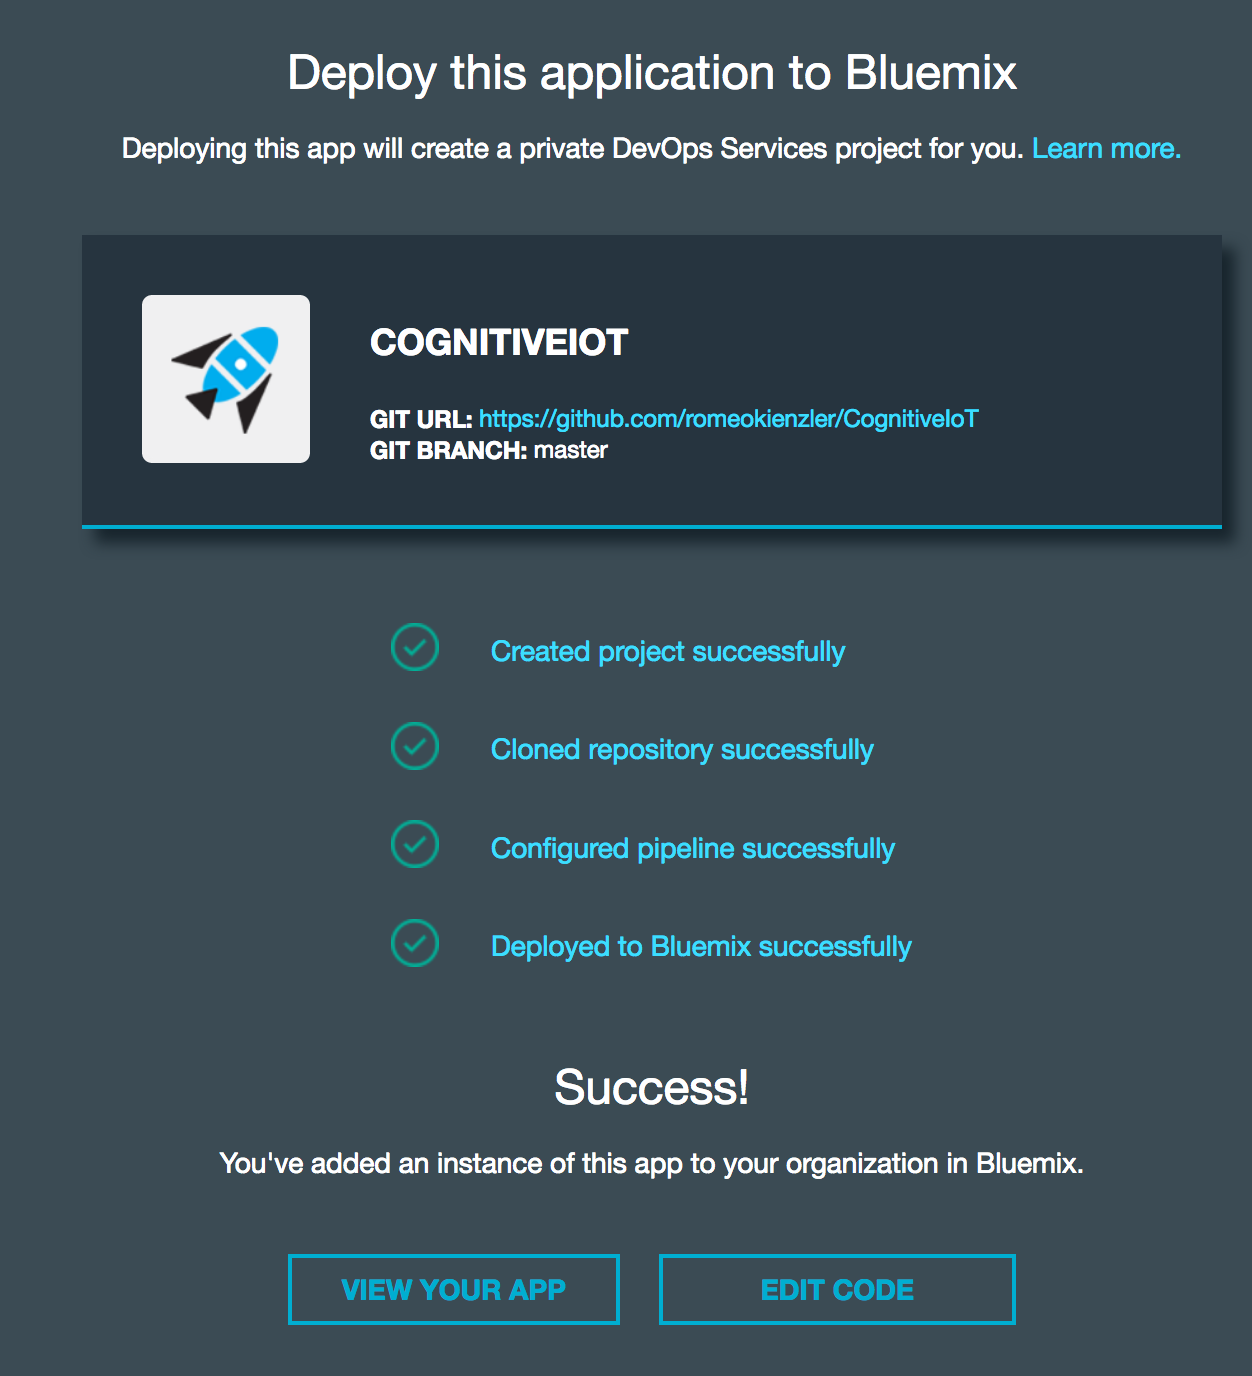 Deploy this application to Bluemix
Deploying this app will create a private DevOps Services project for you. Learn more.
COGNITIVEIOT
GIT URL: https://github.com/romeokienzler/CognitiveIoT
GIT BRANCH: master
Created project successfully
Cloned repository successfully
Configured pipeline successfully
Deployed to Bluemix successfully
Success!
You've added an instance of this app to your organization in Bluemix.
VIEW YOUR APP
EDIT CODE